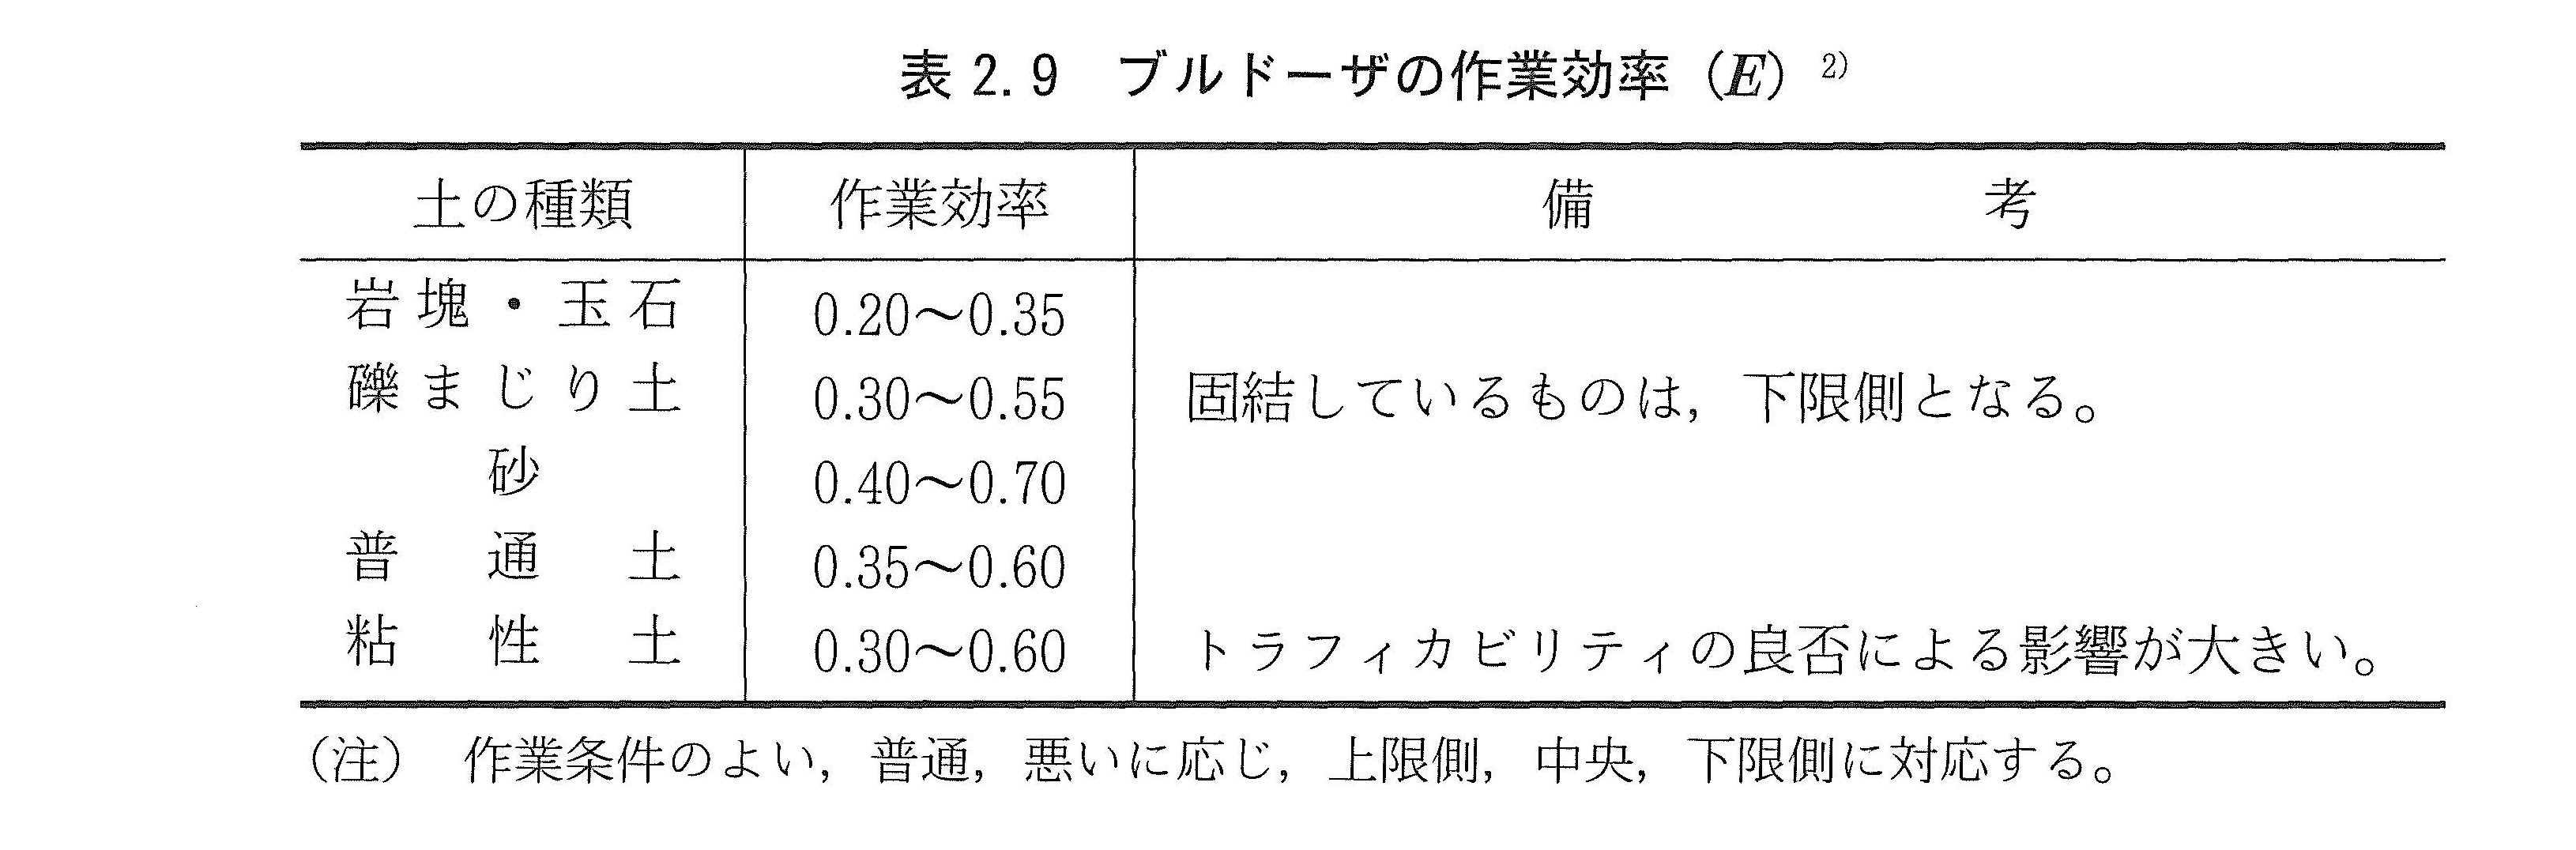 表 2.9 ブルドーザの作業効率（E）2)
土の種類 作業効率 備考
岩塊・玉石 0.20～0.35
礫まじり土 0.30～0.55 固結しているものは，下限側となる。
砂 0.40～0.70
普通土 0.35～0.60
粘性土 0.30～0.60 トラフィカビリティの良否による影響が大きい。
（注） 作業条件のよい，普通，悪いに応じ，上限側，中央，下限側に対応する。